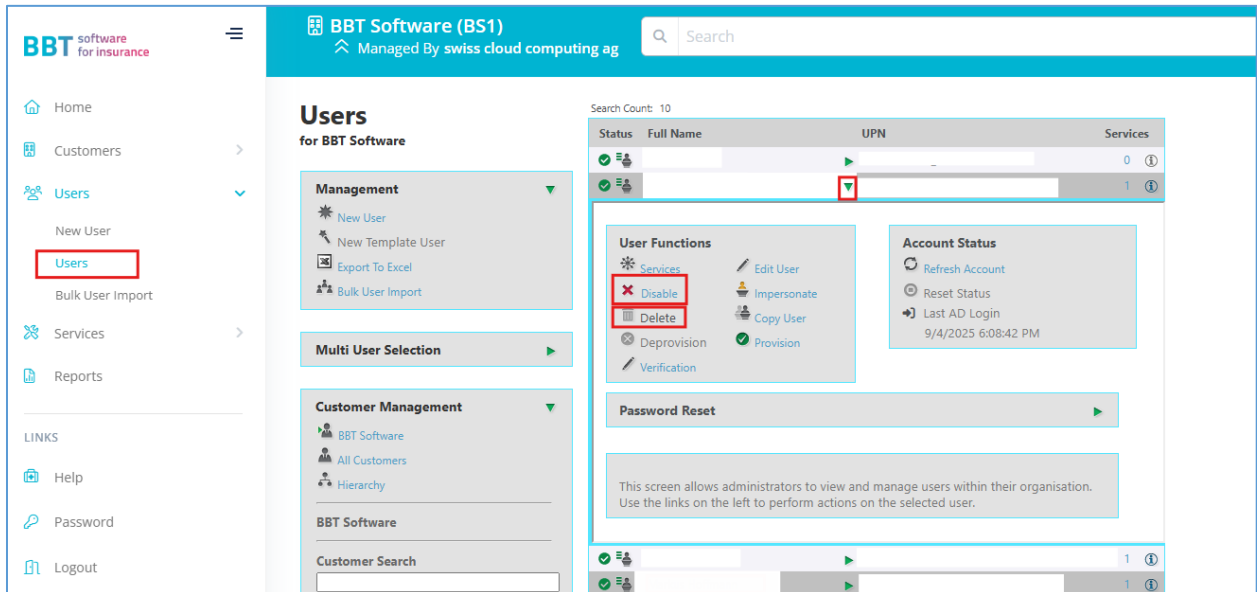 BBT software
for insurance
Home
Customers
Users
New User
Users
Bulk User Import
Services
Reports
LINKS
Help
Password
Logout
BBT Software (BS1)
Managed By swiss cloud computing ag
Search
Users
for BBT Software
Management
New User
New Template User
Export To Excel
Bulk User Import
Multi User Selection
Customer Management
BBT Software
All Customers
Hierarchy
BBT Software
Customer Search
Search Count: 10
Status Full Name UPN Services
0
1
User Functions
Services Edit User
Disable Impersonate
Delete Copy User
Deprovision Provision
Verification
Account Status
Refresh Account
Reset Status
Last AD Login
9/4/2025 6:08:42 PM
Password Reset
This screen allows administrators to view and manage users within their organisation.
Use the links on the left to perform actions on the selected user.
1
1